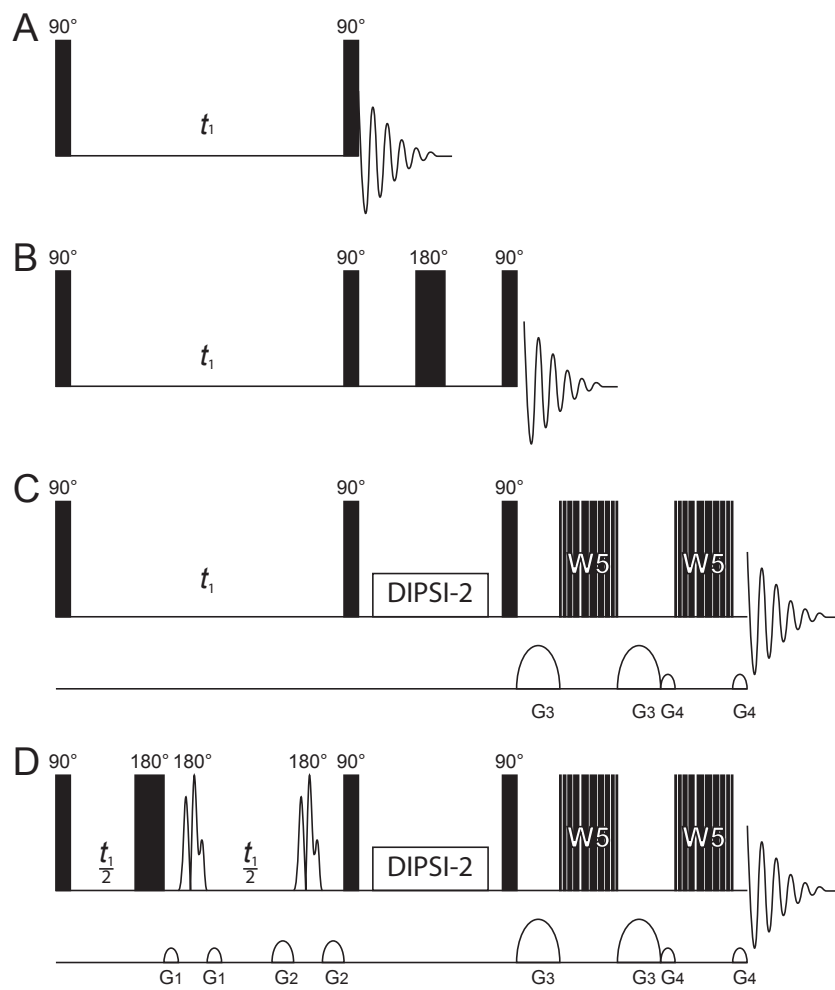 A
90° 90°
t1
B
90° 90° 180° 90°
t1
C
90° 90° 90°
t1
DIPSI-2 W5 W5
G3 G3 G4 G4
D
90° 180° 180° 180° 90° 90°
t1/2 t1/2 DIPSI-2 W5 W5
G1 G1 G2 G2 G3 G3 G4 G4